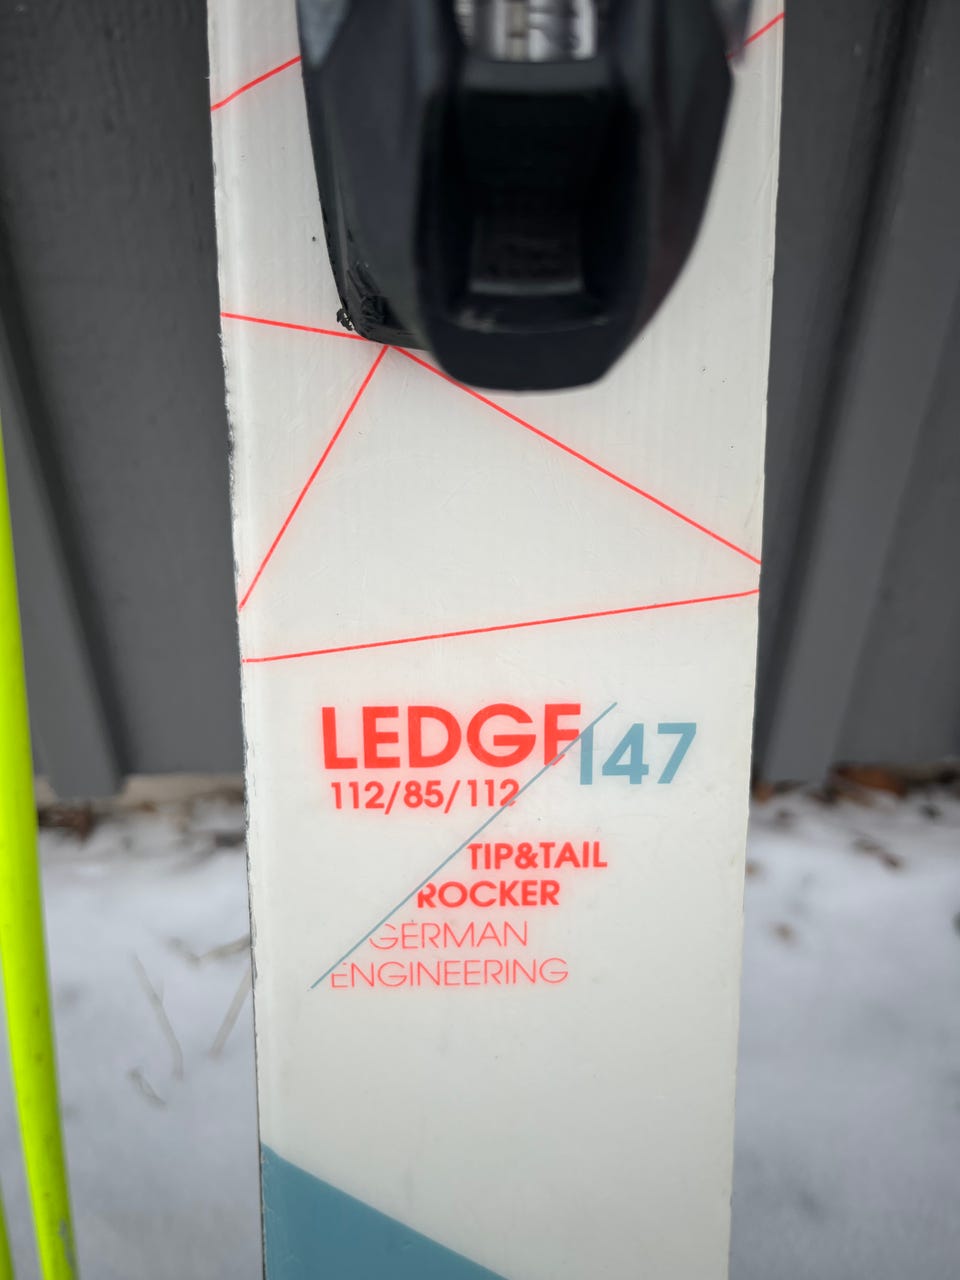 LEDGE 147
112/85/112
TIP&TAIL
ROCKER
GERMAN
ENGINEERING